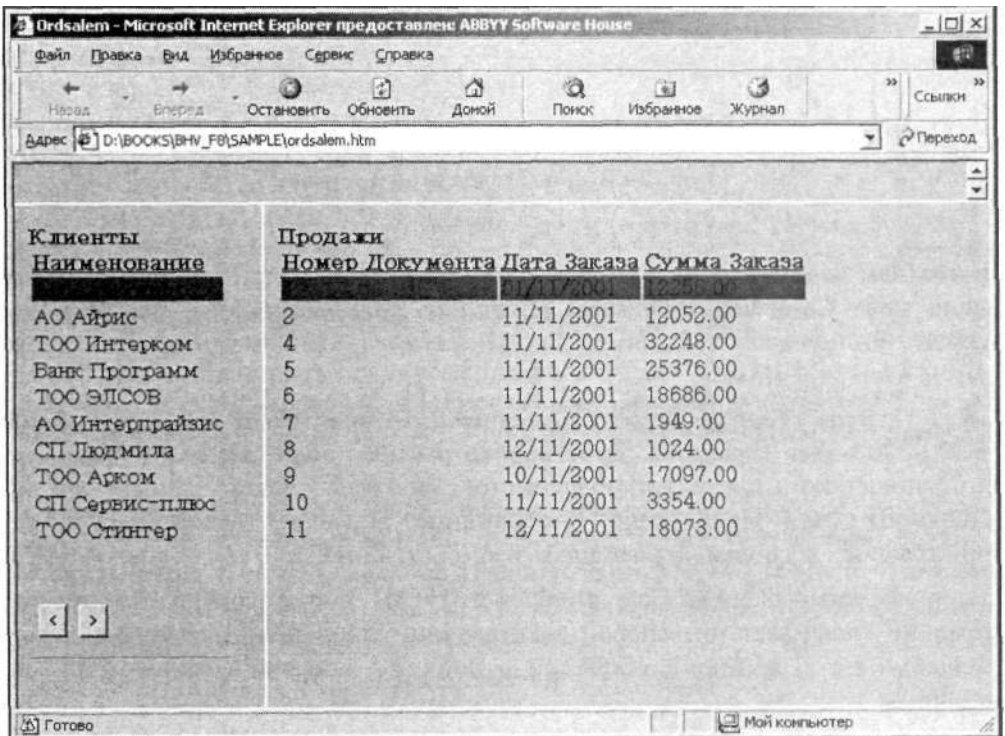 Ordsalem - Microsoft Internet Explorer предоставлен: ABBYY Software House
Файл Правка Вид Избранное Сервис Справка
Назад Вперед Остановить Обновить Домой Поиск Избранное Журнал Ссылки
Адрес D:\BOOKS\BHV_F8\SAMPLE\ordsalem.htm Переход
Клиенты Продажи
Наименование Номер Документа Дата Заказа Сумма Заказа
01/11/2001
АО Айрис 2 11/11/2001 12052.00
ТОО Интерком 4 11/11/2001 32248.00
Банк Программ 5 11/11/2001 25376.00
ТОО ЭЛСОВ 6 11/11/2001 18686.00
АО Интерпрайзис 7 11/11/2001 1949.00
СП Людмила 8 12/11/2001 1024.00
ТОО Арком 9 10/11/2001 17097.00
СП Сервис-плюс 10 11/11/2001 3354.00
ТОО Стингер 11 12/11/2001 18073.00
< >
Готово Мой компьютер